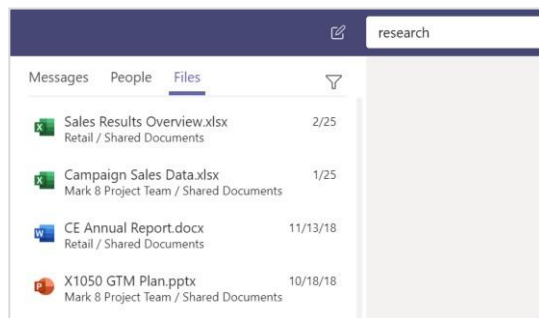 research
Messages People Files
Sales Results Overview.xlsx 2/25
Retail / Shared Documents
Campaign Sales Data.xlsx 1/25
Mark 8 Project Team / Shared Documents
CE Annual Report.docx 11/13/18
Retail / Shared Documents
X1050 GTM Plan.pptx 10/18/18
Mark 8 Project Team / Shared Documents